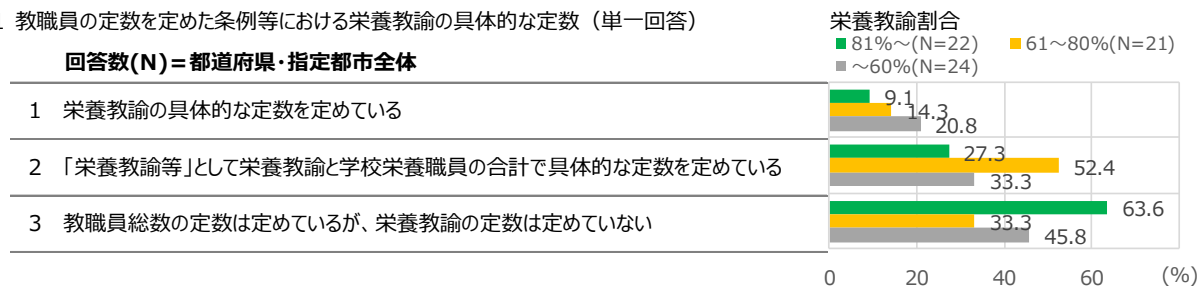 教職員の定数を定めた条例等における栄養教諭の具体的な定数（単一回答）
栄養教諭割合
81%～(N=22) 61～80%(N=21)
～60%(N=24)
回答数(N)＝都道府県･指定都市全体
1 栄養教諭の具体的な定数を定めている
9.1
14.3
20.8
2 「栄養教諭等」として栄養教諭と学校栄養職員の合計で具体的な定数を定めている
27.3
52.4
33.3
3 教職員総数の定数は定めているが、栄養教諭の定数は定めていない
63.6
33.3
45.8
0 20 40 60 (%)